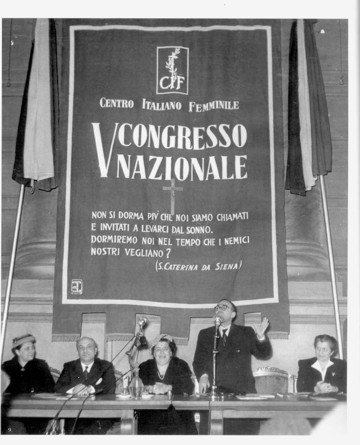 CIF
CENTRO ITALIANO FEMMINILE
V CONGRESSO
NAZIONALE
NON SI DORMA PIÙ CHE NOI SIAMO CHIAMATI
E INVITATI A LEVARCI DAL SONNO.
DORMIREMO NOI NEL TEMPO CHE I NEMICI
NOSTRI VEGLIANO?
(S. CATERINA DA SIENA)